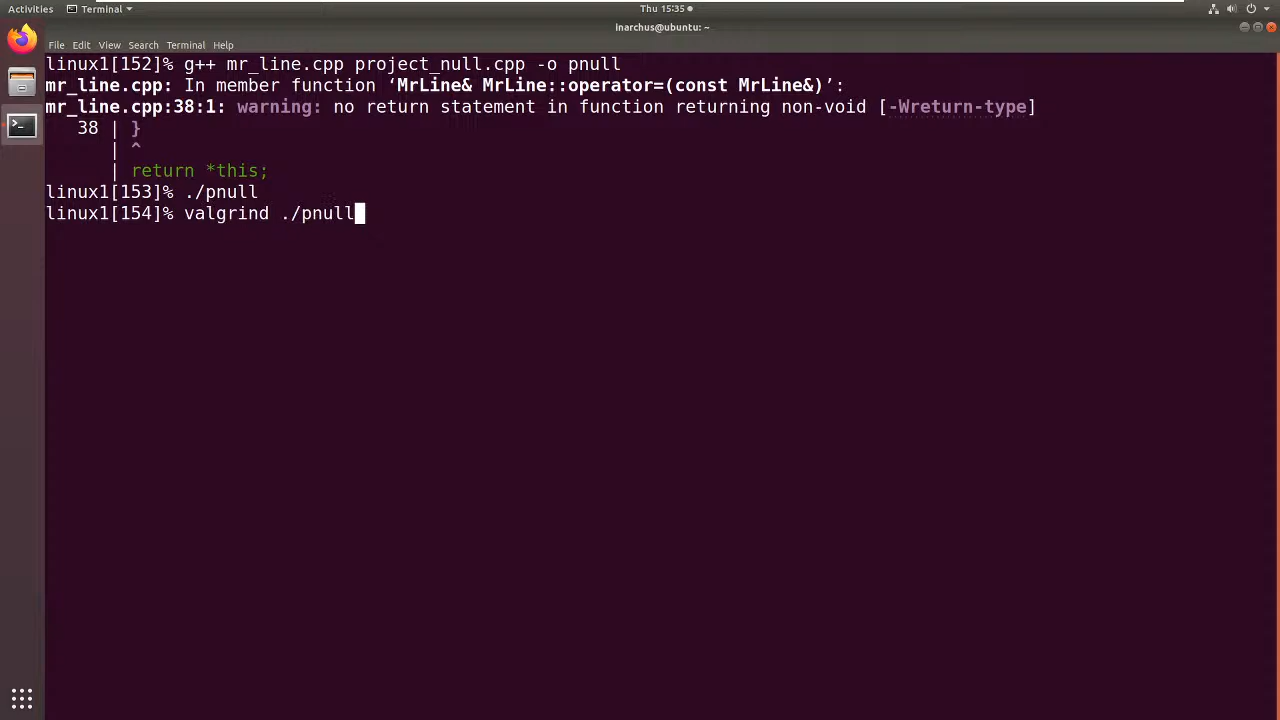 Activities Terminal Thu 15:35
inarchus@ubuntu: ~
File Edit View Search Terminal Help
linux1[152]% g++ mr_line.cpp project_null.cpp -o pnull
mr_line.cpp: In member function ‘MrLine& MrLine::operator=(const MrLine&)’:
mr_line.cpp:38:1: warning: no return statement in function returning non-void [-Wreturn-type]
38 | }
| ^
| return *this;
linux1[153]% ./pnull
linux1[154]% valgrind ./pnull